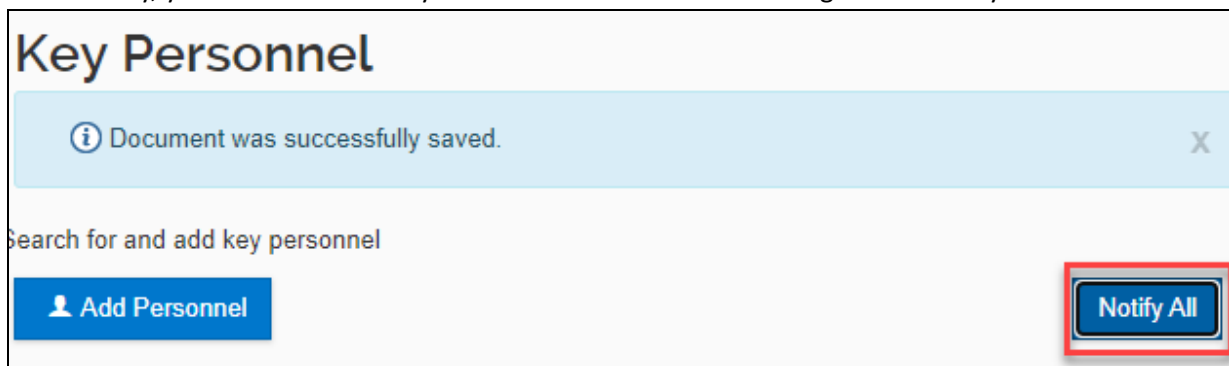 Key Personnel
Document was successfully saved.
X
Search for and add key personnel
Add Personnel
Notify All